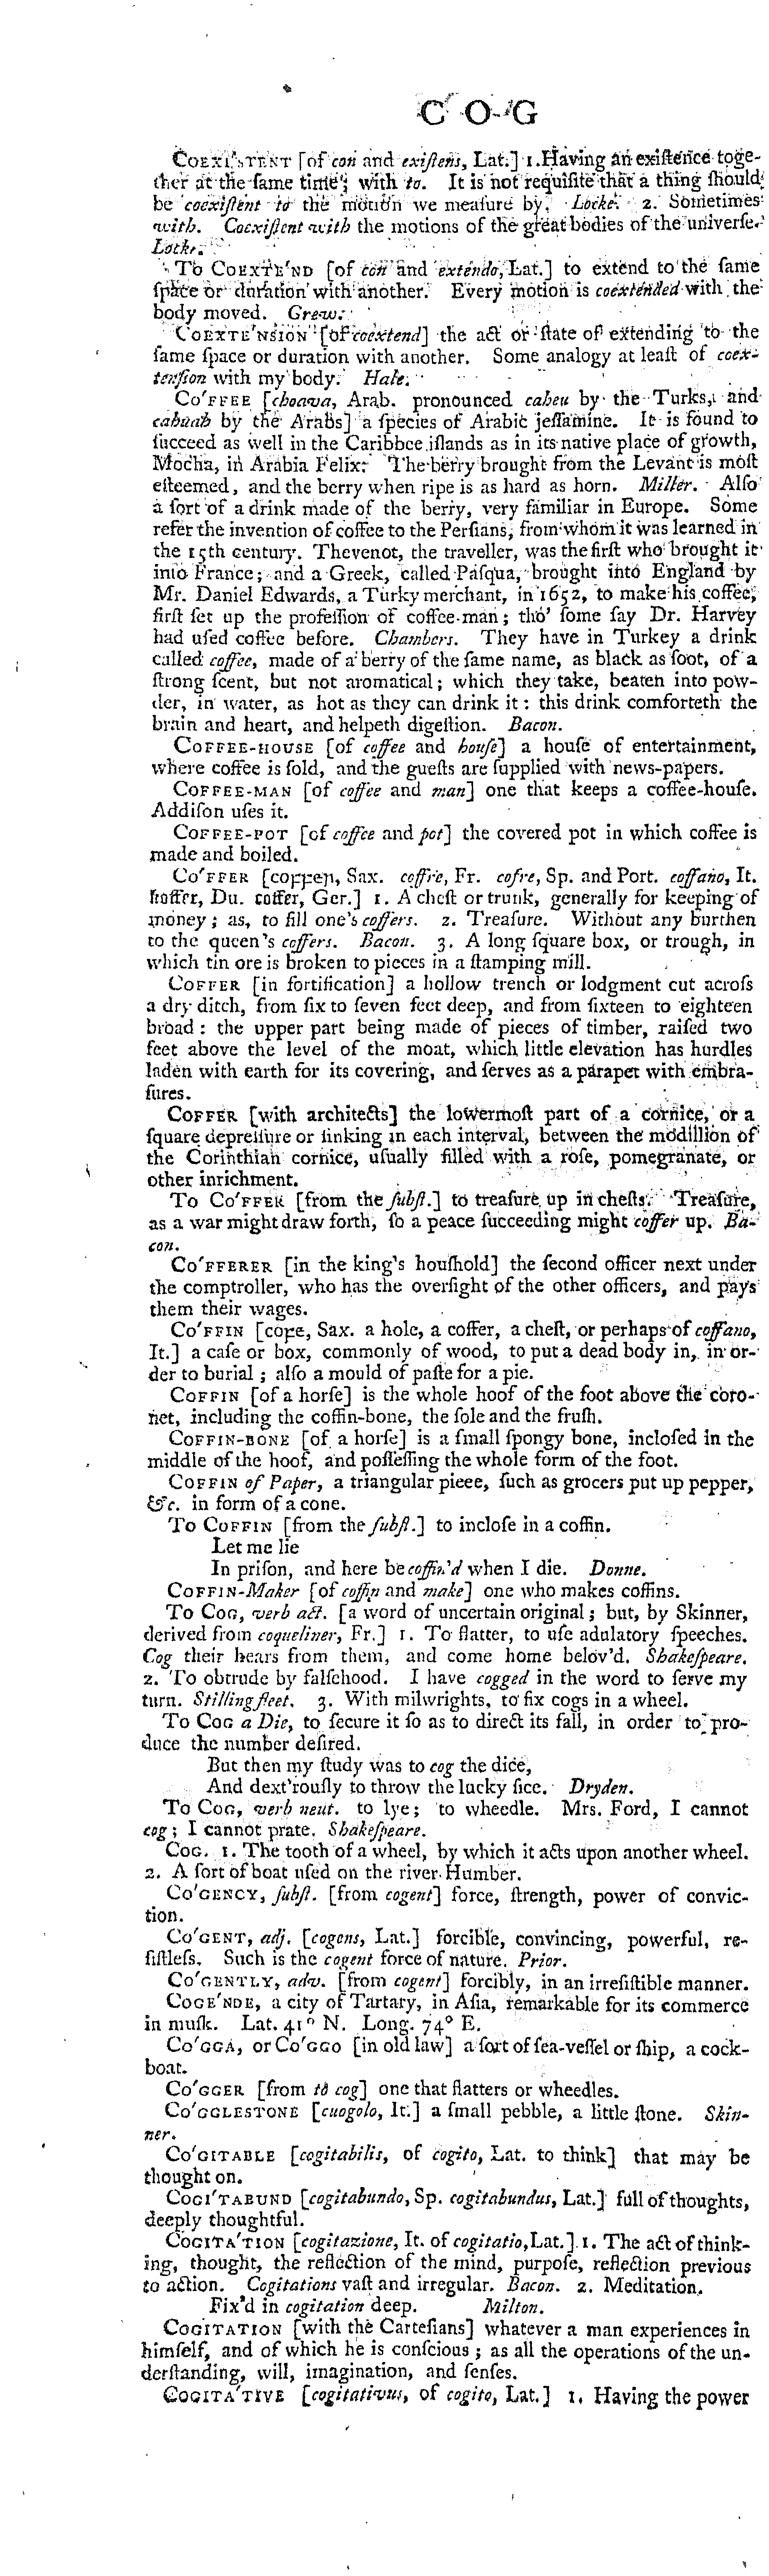 C O G
COEXI'STENT [of con and exiſtens, Lat.] 1. Having an exiſtence toge-
ther at the ſame time; with to. It is not requiſite that a thing ſhould
be coexiſtent to the motion we meaſure by. Locke. 2. Sometimes
with. Coexiſtent with the motions of the great bodies of the univerſe.
Locke.
To COEXTE'ND [of con and extendo, Lat.] to extend to the ſame
ſpace or duration with another. Every motion is coextended with the
body moved. Grew.
COEXTE'NSION [of coextend] the act or ſtate of extending to the
ſame ſpace or duration with another. Some analogy at leaſt of coex-
tenſion with my body. Hale.
CO'FFEE [choawa, Arab. pronounced caheu by the Turks, and
cahuah by the Arabs] a ſpecies of Arabic jeſſamine. It is found to
ſucceed as well in the Caribbee iſlands as in its native place of growth,
Mocha, in Arabia Felix: The berry brought from the Levant is moſt
eſteemed, and the berry when ripe is as hard as horn. Miller. Alſo
a ſort of a drink made of the berry, very familiar in Europe. Some
refer the invention of coffee to the Perſians, from whom it was learned in
the 15th century. Thevenot, the traveller, was the firſt who brought it
into France; and a Greek, called Paſqua, brought into England by
Mr. Daniel Edwards, a Turky merchant, in 1652, to make his coffee,
firſt ſet up the profeſſion of coffee-man; tho' ſome ſay Dr. Harvey
had uſed coffee before. Chambers. They have in Turkey a drink
called coffee, made of a berry of the ſame name, as black as ſoot, of a
ſtrong ſcent, but not aromatical; which they take, beaten into pow-
der, in water, as hot as they can drink it: this drink comforteth the
brain and heart, and helpeth digeſtion. Bacon.
COFFEE-HOUSE [of coffee and houſe] a houſe of entertainment,
where coffee is ſold, and the gueſts are ſupplied with news-papers.
COFFEE-MAN [of coffee and man] one that keeps a coffee-houſe.
Addiſon uſes it.
COFFEE-POT [of coffee and pot] the covered pot in which coffee is
made and boiled.
CO'FFER [coꝼꝼen, Sax. coffre, Fr. cofre, Sp. and Port. coffano, It.
koffer, Du. coffer, Ger.] 1. A cheſt or trunk, generally for keeping of
money; as, to fill one's coffers. 2. Treaſure. Without any burthen
to the queen's coffers. Bacon. 3. A long ſquare box, or trough, in
which tin ore is broken to pieces in a ſtamping mill.
COFFER [in fortification] a hollow trench or lodgment cut acroſs
a dry ditch, from ſix to ſeven feet deep, and from ſixteen to eighteen
broad: the upper part being made of pieces of timber, raiſed two
feet above the level of the moat, which little elevation has hurdles
laden with earth for its covering, and ſerves as a parapet with embra-
ſures.
COFFER [with architects] the lowermoſt part of a cornice, or a
ſquare depreſſure or ſinking in each interval, between the modillion of
the Corinthian cornice, uſually filled with a roſe, pomegranate, or
other inrichment.
To CO'FFER [from the ſubſt.] to treaſure up in cheſts. Treaſure,
as a war might draw forth, ſo a peace ſucceeding might coffer up. Ba-
con.
CO'FFERER [in the king's houſhold] the ſecond officer next under
the comptroller, who has the overſight of the other officers, and pays
them their wages.
CO'FFIN [coꝼe, Sax. a hole, a coffer, a cheſt, or perhaps of coffano,
It.] a caſe or box, commonly of wood, to put a dead body in, in or-
der to burial; alſo a mould of paſte for a pie.
COFFIN [of a horſe] is the whole hoof of the foot above the coro-
net, including the coffin-bone, the ſole and the fruſh.
COFFIN-BONE [of a horſe] is a ſmall ſpongy bone, incloſed in the
middle of the hoof, and poſſeſſing the whole form of the foot.
COFFIN of Paper, a triangular pieee, ſuch as grocers put up pepper,
&c. in form of a cone.
To COFFIN [from the ſubſt.] to incloſe in a coffin.
Let me lie
In priſon, and here be coffin'd when I die. Donne.
COFFIN-Maker [of coffin and make] one who makes coffins.
To COG, verb act. [a word of uncertain original; but, by Skinner,
derived from coqueliner, Fr.] 1. To flatter, to uſe adulatory ſpeeches.
Cog their hears from them, and come home belov'd. Shakeſpeare.
2. To obtrude by falſehood. I have cogged in the word to ſerve my
turn. Stillingfleet. 3. With milwrights, to fix cogs in a wheel.
To COG a Die, to ſecure it ſo as to direct its fall, in order to pro-
duce the number deſired.
But then my ſtudy was to cog the dice,
And dext'rouſly to throw the lucky ſice. Dryden.
To COG, verb neut. to lye; to wheedle. Mrs. Ford, I cannot
cog; I cannot prate. Shakeſpeare.
COG. 1. The tooth of a wheel, by which it acts upon another wheel.
2. A ſort of boat uſed on the river Humber.
CO'GENCY, ſubſt. [from cogent] force, ſtrength, power of convic-
tion.
CO'GENT, adj. [cogens, Lat.] forcible, convincing, powerful, re-
ſiſtleſs. Such is the cogent force of nature. Prior.
CO'GENTLY, adv. [from cogent] forcibly, in an irreſiſtible manner.
COGE'NDE, a city of Tartary, in Aſia, remarkable for its commerce
in muſk. Lat. 41° N. Long. 74° E.
CO'GGA, or CO'GGO [in old law] a ſort of ſea-veſſel or ſhip, a cock-
boat.
CO'GGER [from to cog] one that flatters or wheedles.
CO'GGLESTONE [cuogolo, It.] a ſmall pebble, a little ſtone. Skin-
ner.
CO'GITABLE [cogitabilis, of cogito, Lat. to think] that may be
thought on.
COGI'TABUND [cogitabundo, Sp. cogitabundus, Lat.] full of thoughts,
deeply thoughtful.
COGITA'TION [cogitazione, It. of cogitatio, Lat.] 1. The act of think-
ing, thought, the reflection of the mind, purpoſe, reflection previous
to action. Cogitations vaſt and irregular. Bacon. 2. Meditation.
Fix'd in cogitation deep. Milton.
COGITATION [with the Carteſians] whatever a man experiences in
himſelf, and of which he is conſcious; as all the operations of the un-
derſtanding, will, imagination, and ſenſes.
COGITA'TIVE [cogitativus, of cogito, Lat.] 1. Having the power